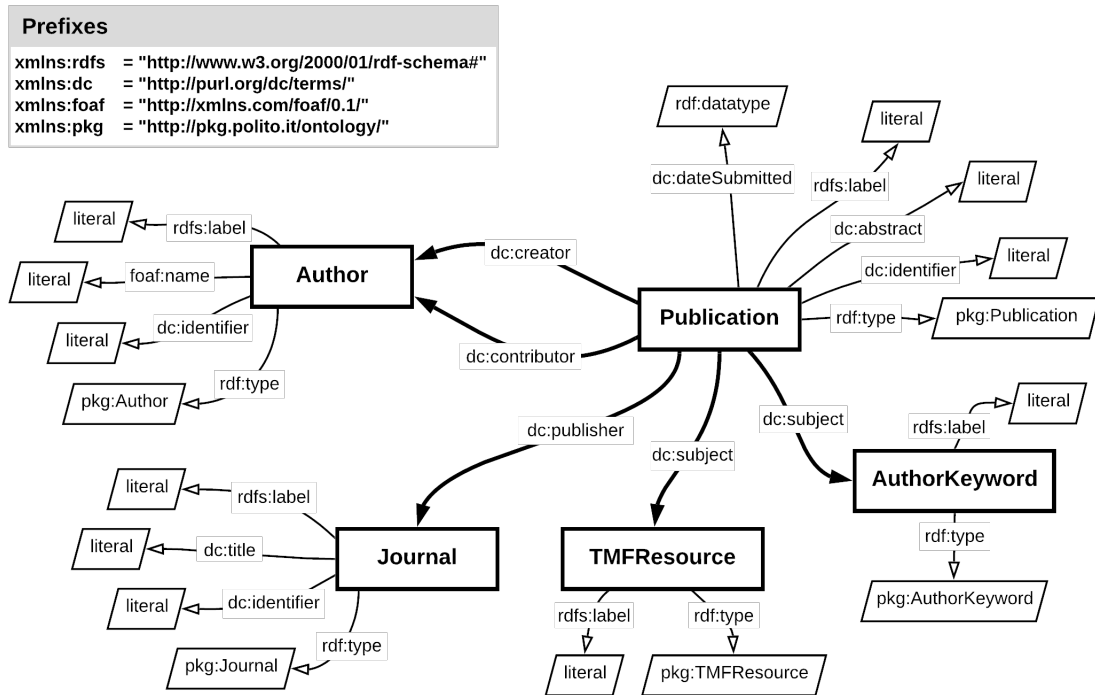 Prefixes
xmlns:rdfs = "http://www.w3.org/2000/01/rdf-schema#"
xmlns:dc = "http://purl.org/dc/terms/"
xmlns:foaf = "http://xmlns.com/foaf/0.1/"
xmlns:pkg = "http://pkg.polito.it/ontology/"
rdf:datatype
literal
dc:dateSubmitted
rdfs:label
literal
dc:abstract
literal
rdfs:label
literal
foaf:name
Author
dc:creator
dc:identifier
literal
literal
dc:identifier
Publication
rdf:type
pkg:Publication
dc:contributor
rdf:type
pkg:Author
literal
dc:publisher
dc:subject
rdfs:label
dc:subject
AuthorKeyword
literal
rdfs:label
rdf:type
literal
dc:title
Journal
TMFResource
literal
dc:identifier
pkg:AuthorKeyword
rdf:type
rdfs:label
rdf:type
pkg:Journal
literal
pkg:TMFResource